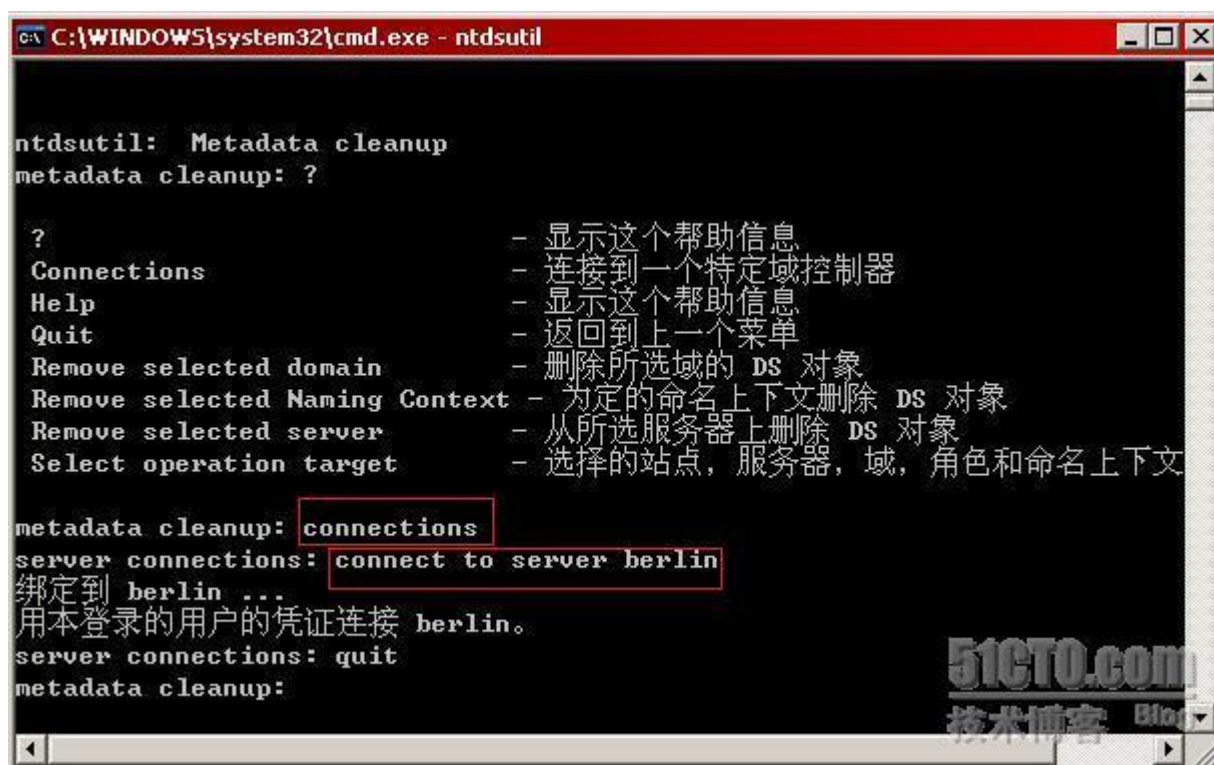 C:\WINDOWS\system32\cmd.exe - ntdsutil
ntdsutil: Metadata cleanup
metadata cleanup: ?
? - 显示这个帮助信息
Connections - 连接到一个特定域控制器
Help - 显示这个帮助信息
Quit - 返回到上一个菜单
Remove selected domain - 删除所选域的 DS 对象
Remove selected Naming Context - 为定的命名上下文删除 DS 对象
Remove selected server - 从所选服务器上删除 DS 对象
Select operation target - 选择的站点，服务器，域，角色和命名上下文
metadata cleanup: connections
server connections: connect to server berlin
绑定到 berlin ...
用本登录的用户的凭证连接 berlin。
server connections: quit
metadata cleanup:
51CTO.com
技术博客 Blog